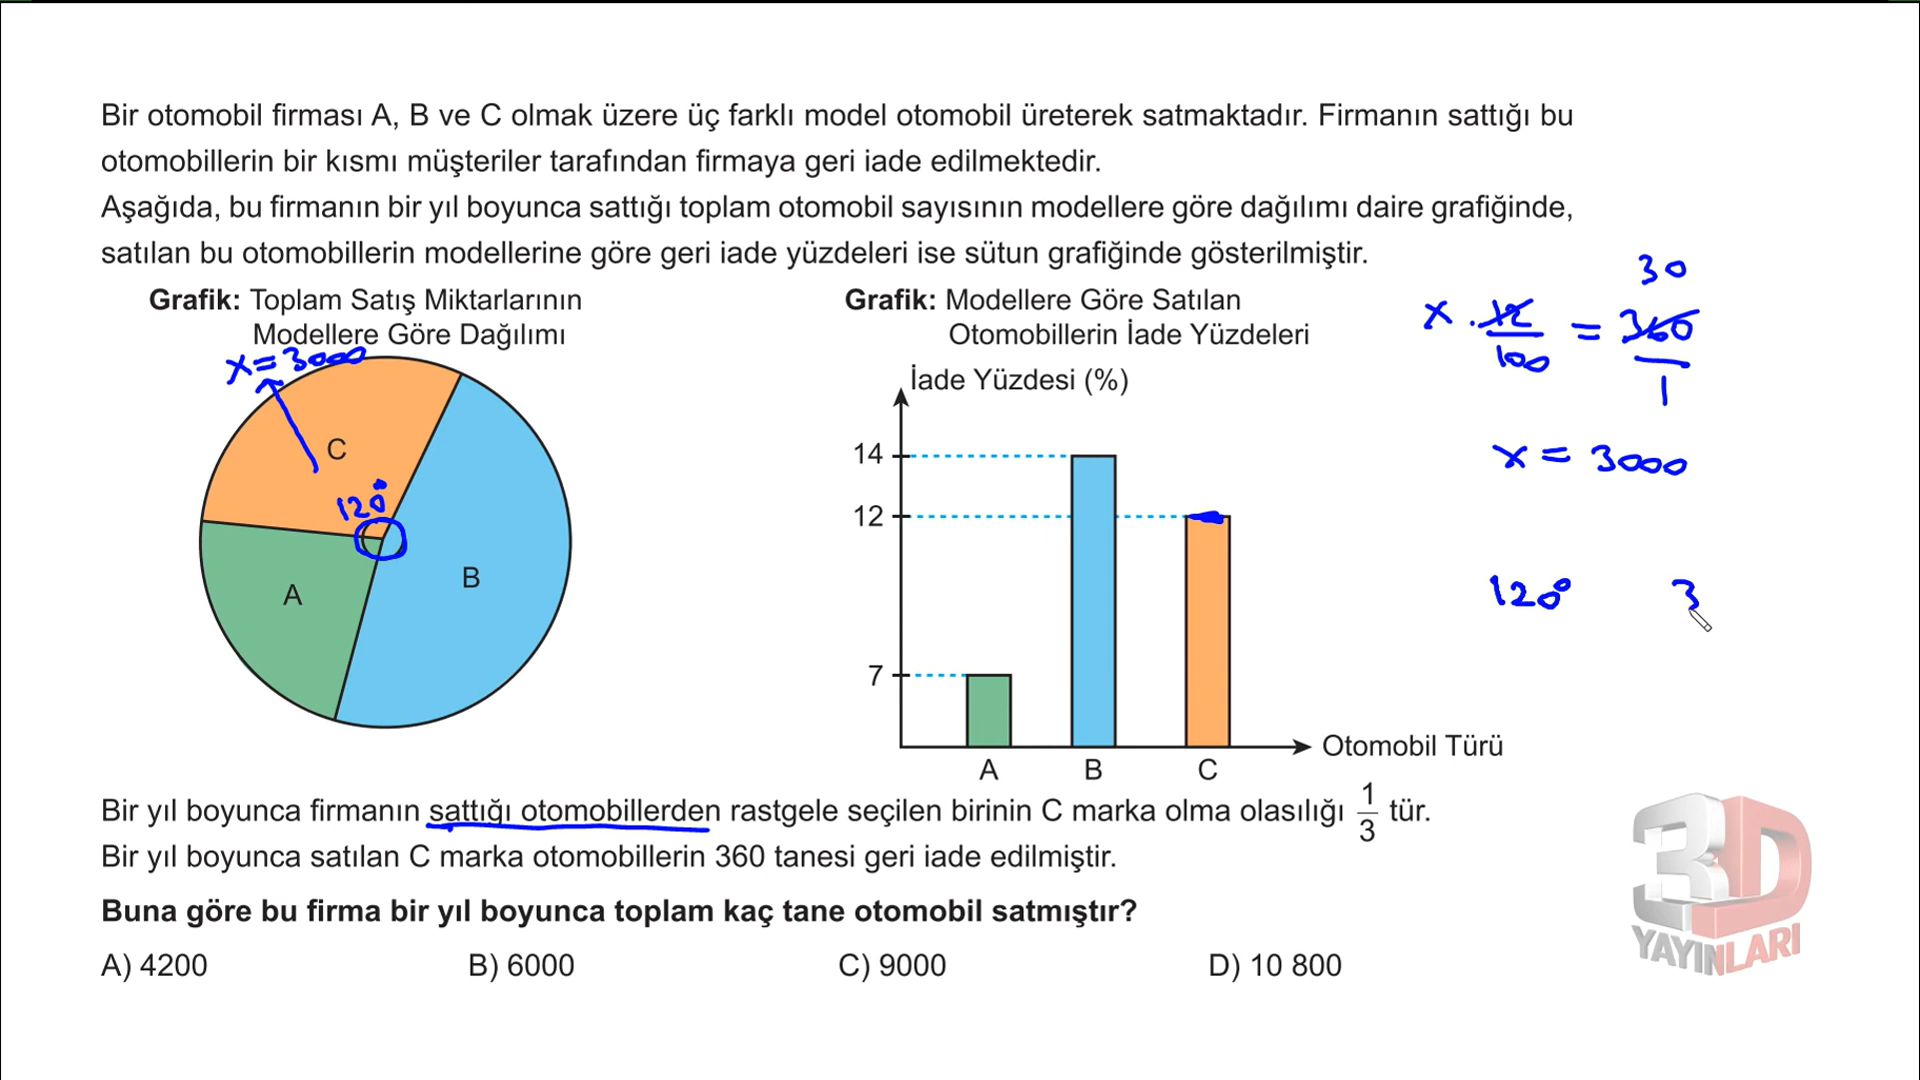 Bir otomobil firması A, B ve C olmak üzere üç farklı model otomobil üreterek satmaktadır. Firmanın sattığı bu
otomobillerin bir kısmı müşteriler tarafından firmaya geri iade edilmektedir.
Aşağıda, bu firmanın bir yıl boyunca sattığı toplam otomobil sayısının modellere göre dağılımı daire grafiğinde,
satılan bu otomobillerin modellerine göre geri iade yüzdeleri ise sütun grafiğinde gösterilmiştir.
Grafik: Toplam Satış Miktarlarının
Modellere Göre Dağılımı
x = 3000
C
120°
A
B
Grafik: Modellere Göre Satılan
Otomobillerin İade Yüzdeleri
İade Yüzdesi (%)
14
12
7
A B C
Otomobil Türü
30
x . 12/100 = 360/1
x = 3000
120° 3
Bir yıl boyunca firmanın sattığı otomobillerden rastgele seçilen birinin C marka olma olasılığı 1/3 tür.
Bir yıl boyunca satılan C marka otomobillerin 360 tanesi geri iade edilmiştir.
Buna göre bu firma bir yıl boyunca toplam kaç tane otomobil satmıştır?
A) 4200 B) 6000 C) 9000 D) 10 800
3D
YAYINLARI